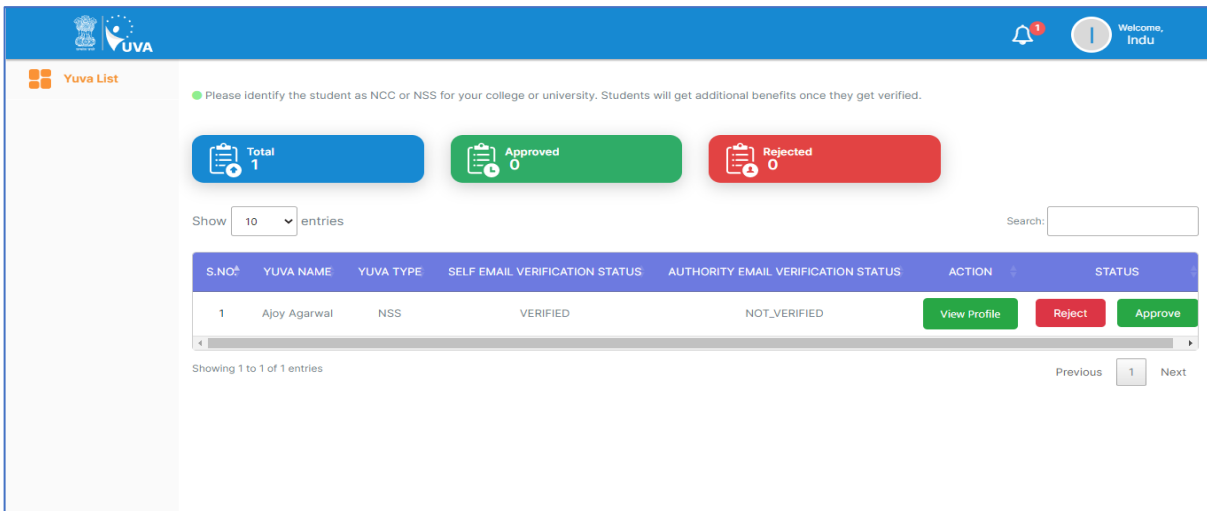 YUVA
1
I
Welcome,
Indu
Yuva List
Please identify the student as NCC or NSS for your college or university. Students will get additional benefits once they get verified.
Total
1
Approved
0
Rejected
0
Show 10 entries
Search:
S.NO. YUVA NAME YUVA TYPE SELF EMAIL VERIFICATION STATUS AUTHORITY EMAIL VERIFICATION STATUS ACTION STATUS
1 Ajoy Agarwal NSS VERIFIED NOT_VERIFIED View Profile Reject Approve
Showing 1 to 1 of 1 entries
Previous 1 Next